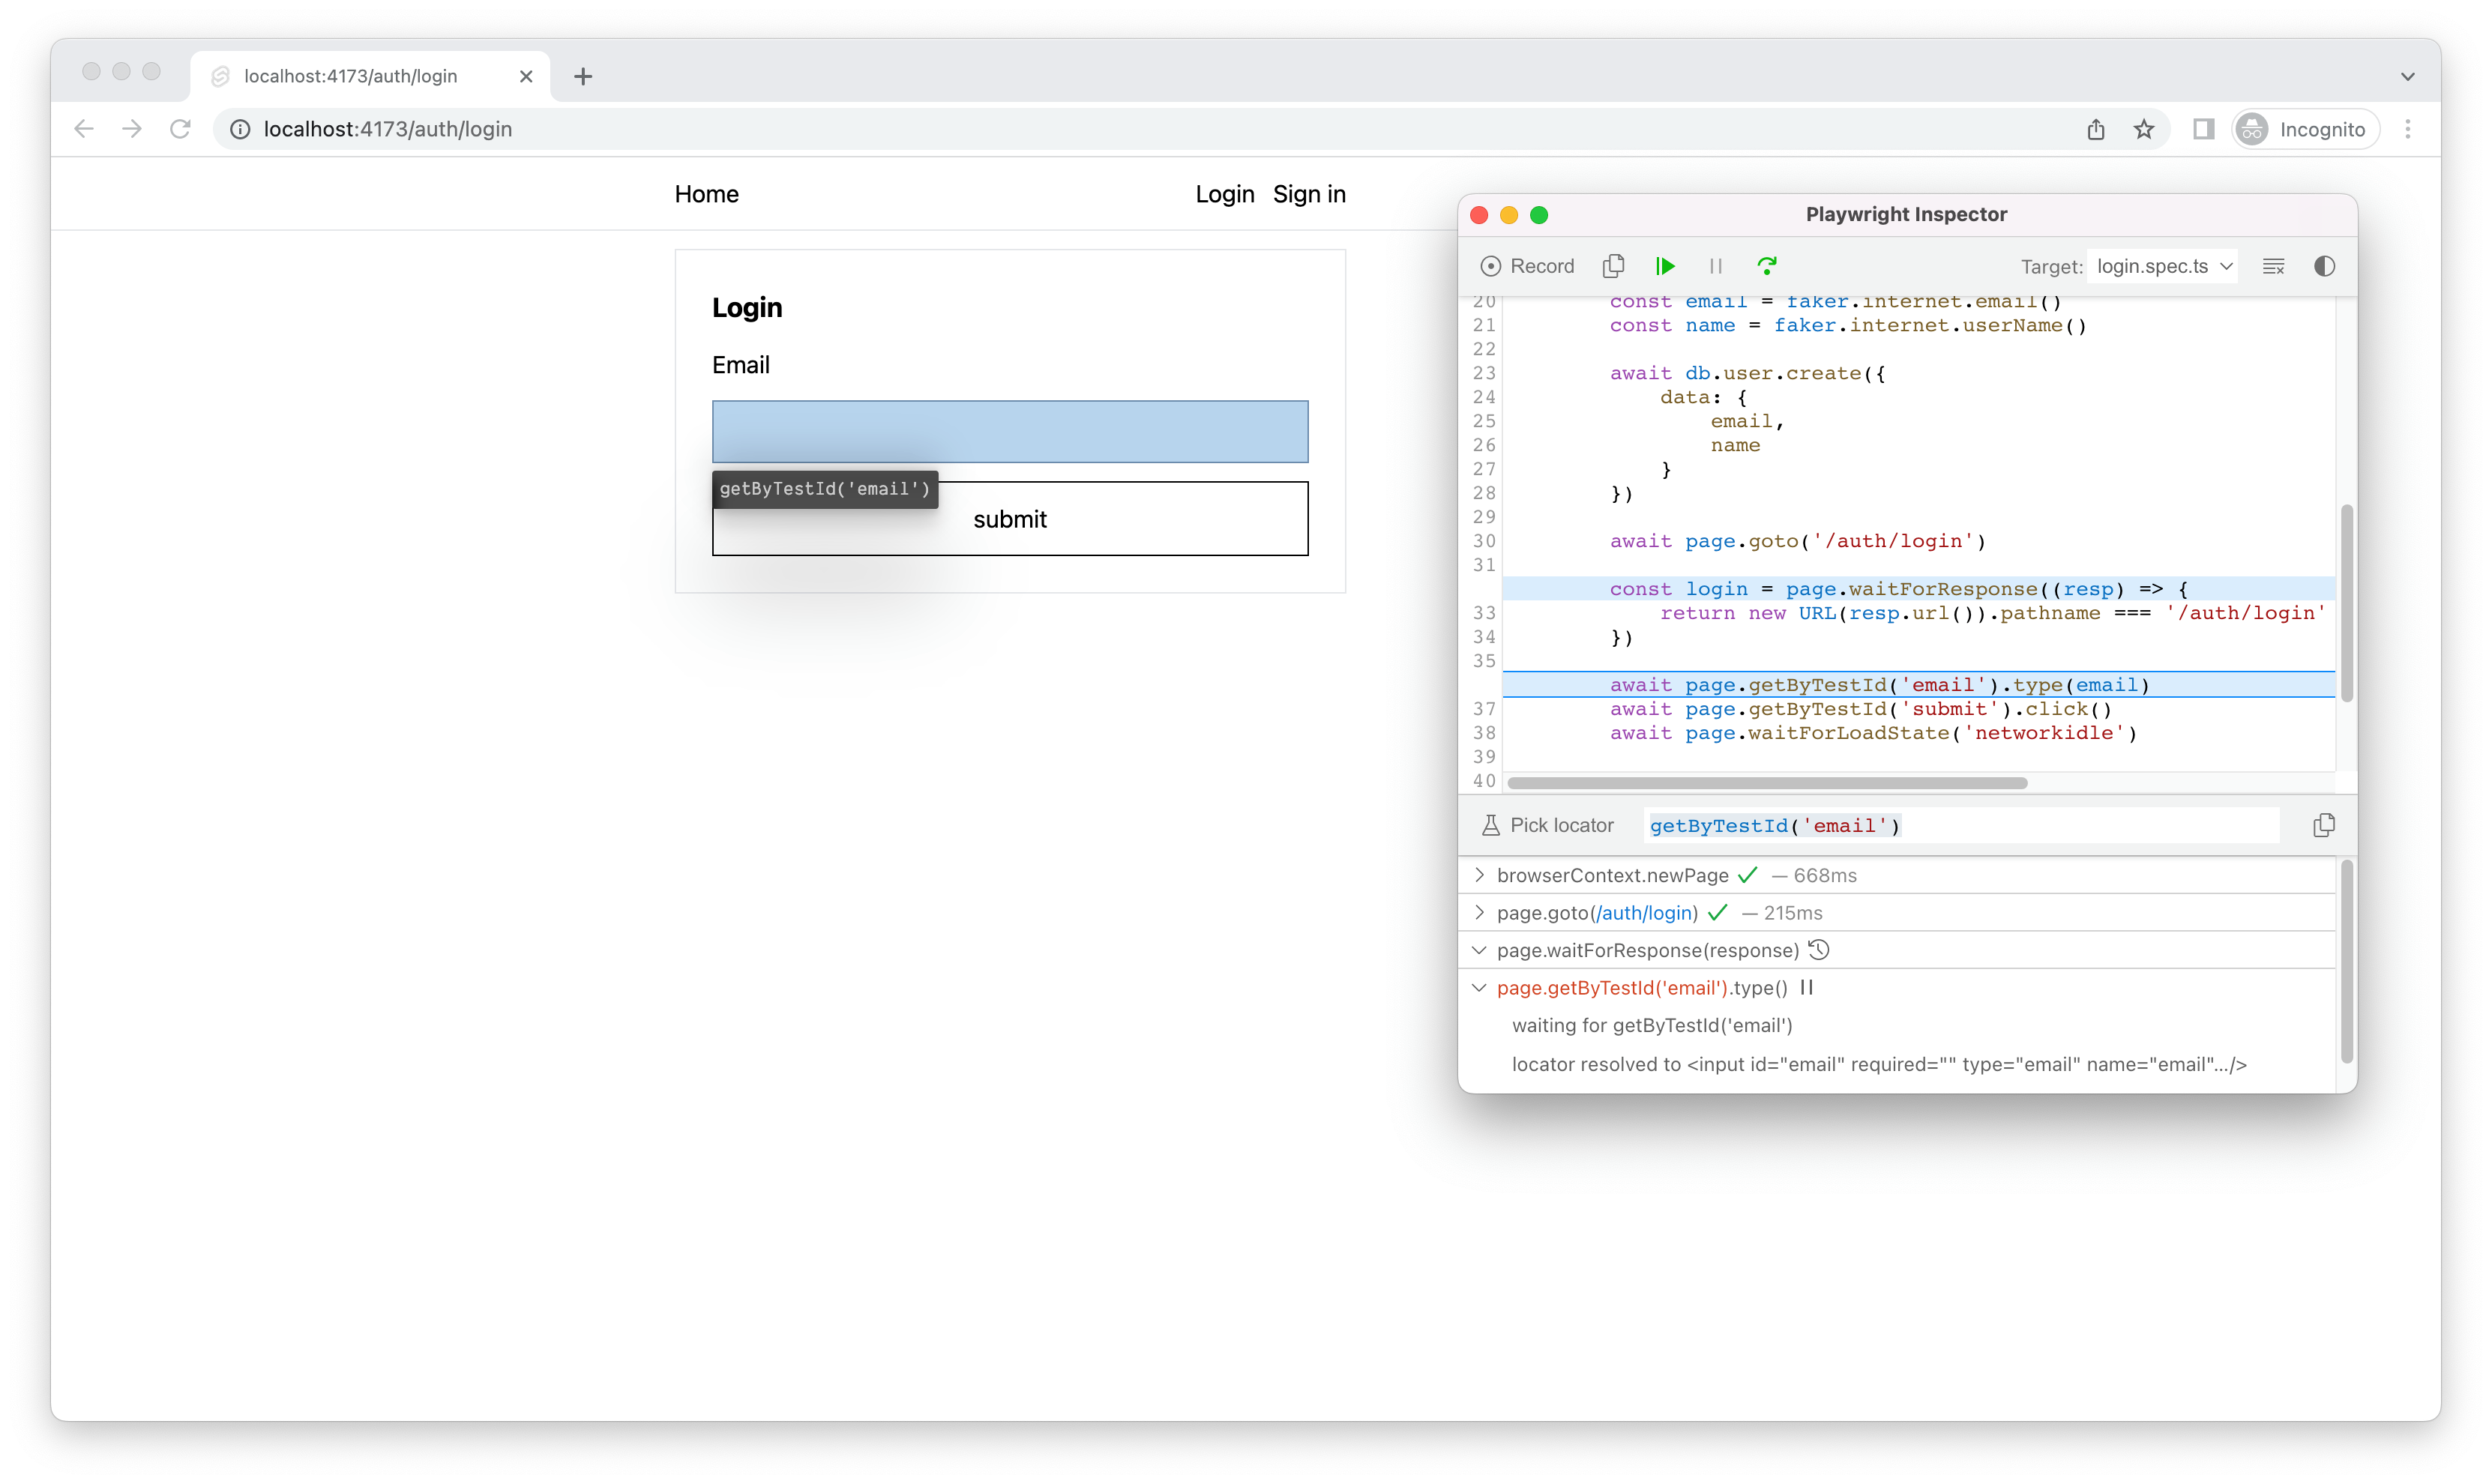 localhost:4173/auth/login
localhost:4173/auth/login
Incognito
Home
Login
Sign in
Login
Email
getByTestId('email')
submit
Playwright Inspector
Record
Target: login.spec.ts
20 const email = faker.internet.email()
21 const name = faker.internet.userName()
22
23 await db.user.create({
24 data: {
25 email,
26 name
27 }
28 })
29
30 await page.goto('/auth/login')
31
const login = page.waitForResponse((resp) => {
33 return new URL(resp.url()).pathname === '/auth/login'
34 })
35
await page.getByTestId('email').type(email)
37 await page.getByTestId('submit').click()
38 await page.waitForLoadState('networkidle')
39
40
Pick locator
getByTestId('email')
browserContext.newPage — 668ms
page.goto(/auth/login) — 215ms
page.waitForResponse(response)
page.getByTestId('email').type()
waiting for getByTestId('email')
locator resolved to <input id="email" required="" type="email" name="email"…/>